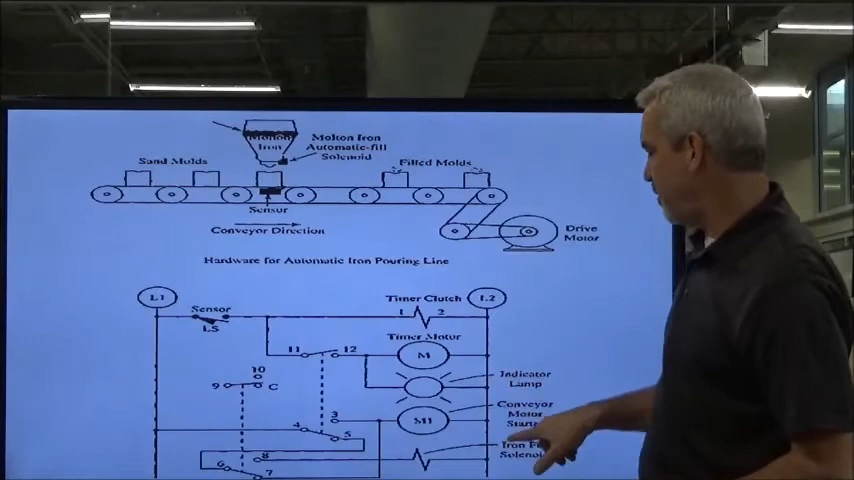 Molton
Iron
Molton Iron
Automatic-fill
Solenoid
Sand Molds
Filled Molds
Sensor
Conveyor Direction
Drive
Motor
Hardware for Automatic Iron Pouring Line
L1
Sensor
LS
Timer Clutch
1
2
L2
Timer Motor
11
12
M
Indicator
Lamp
10
9
C
3
4
5
M1
Conveyor
Motor
6
7
8
Solenoid